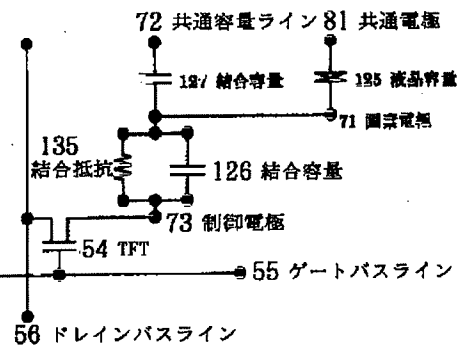 72 共通容量ライン 81 共通電極
127 結合容量
125 液晶容量
71 画素電極
135
結合抵抗
126 結合容量
73 制御電極
54 TFT
55 ゲートバスライン
56 ドレインバスライン